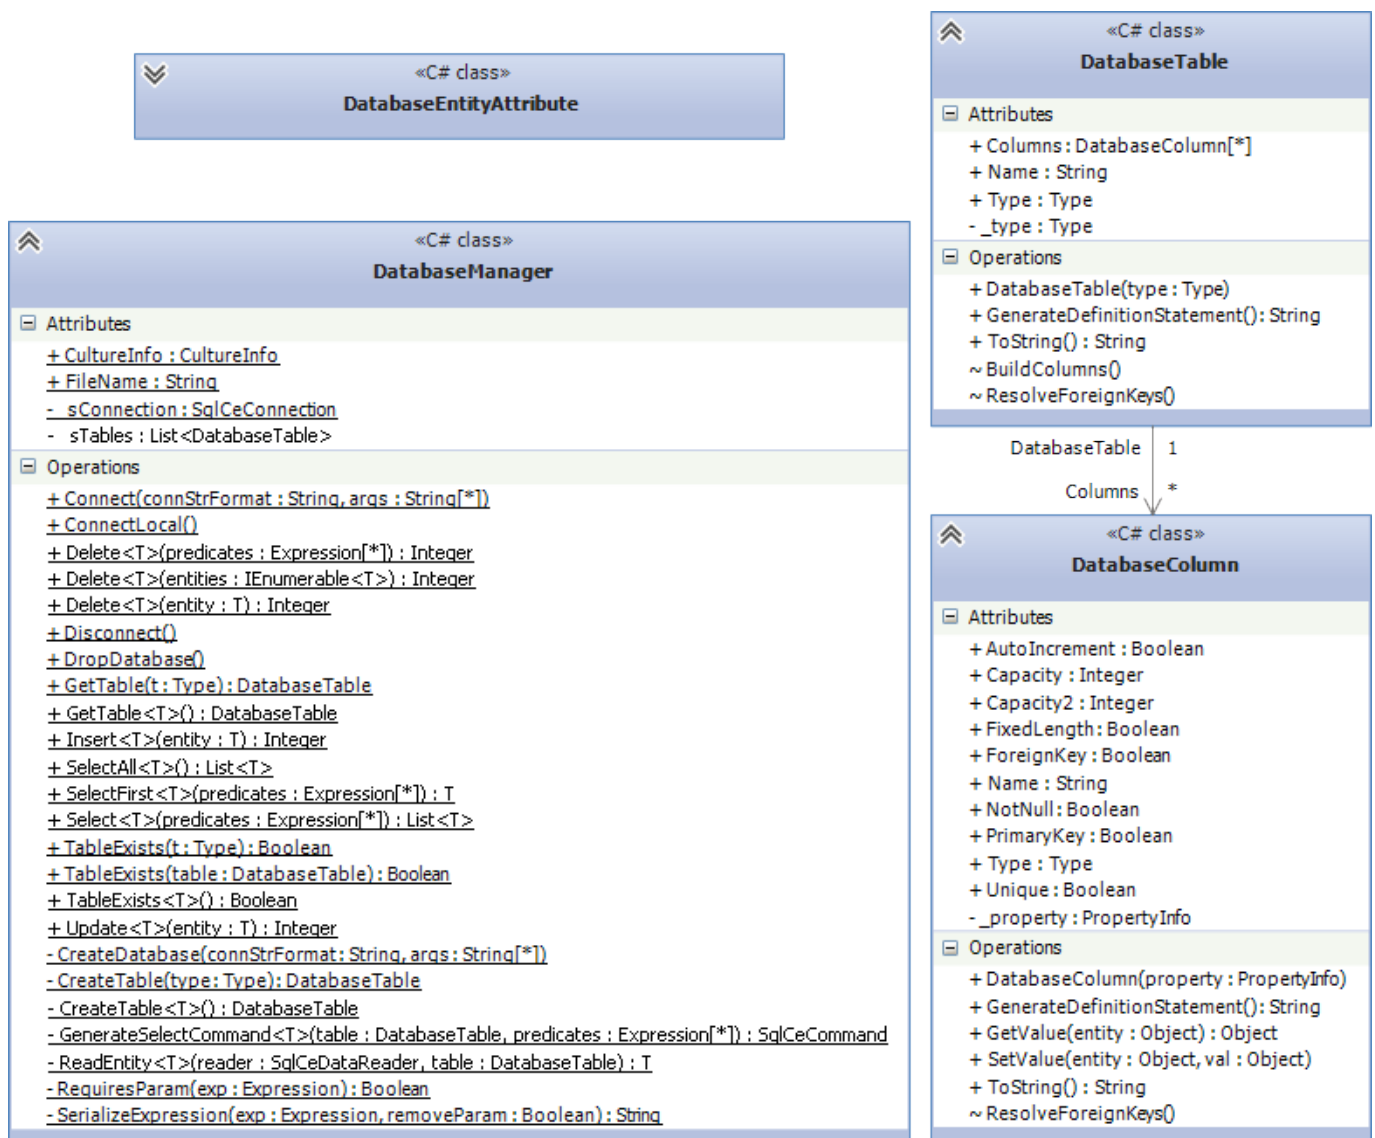 «C# class»
DatabaseEntityAttribute
«C# class»
DatabaseManager
Attributes
+ CultureInfo : CultureInfo
+ FileName : String
- sConnection : SqlCeConnection
- sTables : List<DatabaseTable>
Operations
+ Connect(connStrFormat : String, args : String[*])
+ ConnectLocal()
+ Delete<T>(predicates : Expression[*]) : Integer
+ Delete<T>(entities : IEnumerable<T>) : Integer
+ Delete<T>(entity : T) : Integer
+ Disconnect()
+ DropDatabase()
+ GetTable(t : Type) : DatabaseTable
+ GetTable<T>() : DatabaseTable
+ Insert<T>(entity : T) : Integer
+ SelectAll<T>() : List<T>
+ SelectFirst<T>(predicates : Expression[*]) : T
+ Select<T>(predicates : Expression[*]) : List<T>
+ TableExists(t : Type) : Boolean
+ TableExists(table : DatabaseTable) : Boolean
+ TableExists<T>() : Boolean
+ Update<T>(entity : T) : Integer
- CreateDatabase(connStrFormat : String, args : String[*])
- CreateTable(type : Type) : DatabaseTable
- CreateTable<T>() : DatabaseTable
- GenerateSelectCommand<T>(table : DatabaseTable, predicates : Expression[*]) : SqlCeCommand
- ReadEntity<T>(reader : SqlCeDataReader, table : DatabaseTable) : T
- RequiresParam(exp : Expression) : Boolean
- SerializeExpression(exp : Expression, removeParam : Boolean) : String
«C# class»
DatabaseTable
Attributes
+ Columns : DatabaseColumn[*]
+ Name : String
+ Type : Type
- _type : Type
Operations
+ DatabaseTable(type : Type)
+ GenerateDefinitionStatement() : String
+ ToString() : String
~ BuildColumns()
~ ResolveForeignKeys()
DatabaseTable 1
Columns *
«C# class»
DatabaseColumn
Attributes
+ AutoIncrement : Boolean
+ Capacity : Integer
+ Capacity2 : Integer
+ FixedLength : Boolean
+ ForeignKey : Boolean
+ Name : String
+ NotNull : Boolean
+ PrimaryKey : Boolean
+ Type : Type
+ Unique : Boolean
- _property : PropertyInfo
Operations
+ DatabaseColumn(property : PropertyInfo)
+ GenerateDefinitionStatement() : String
+ GetValue(entity : Object) : Object
+ SetValue(entity : Object, val : Object)
+ ToString() : String
~ ResolveForeignKeys()